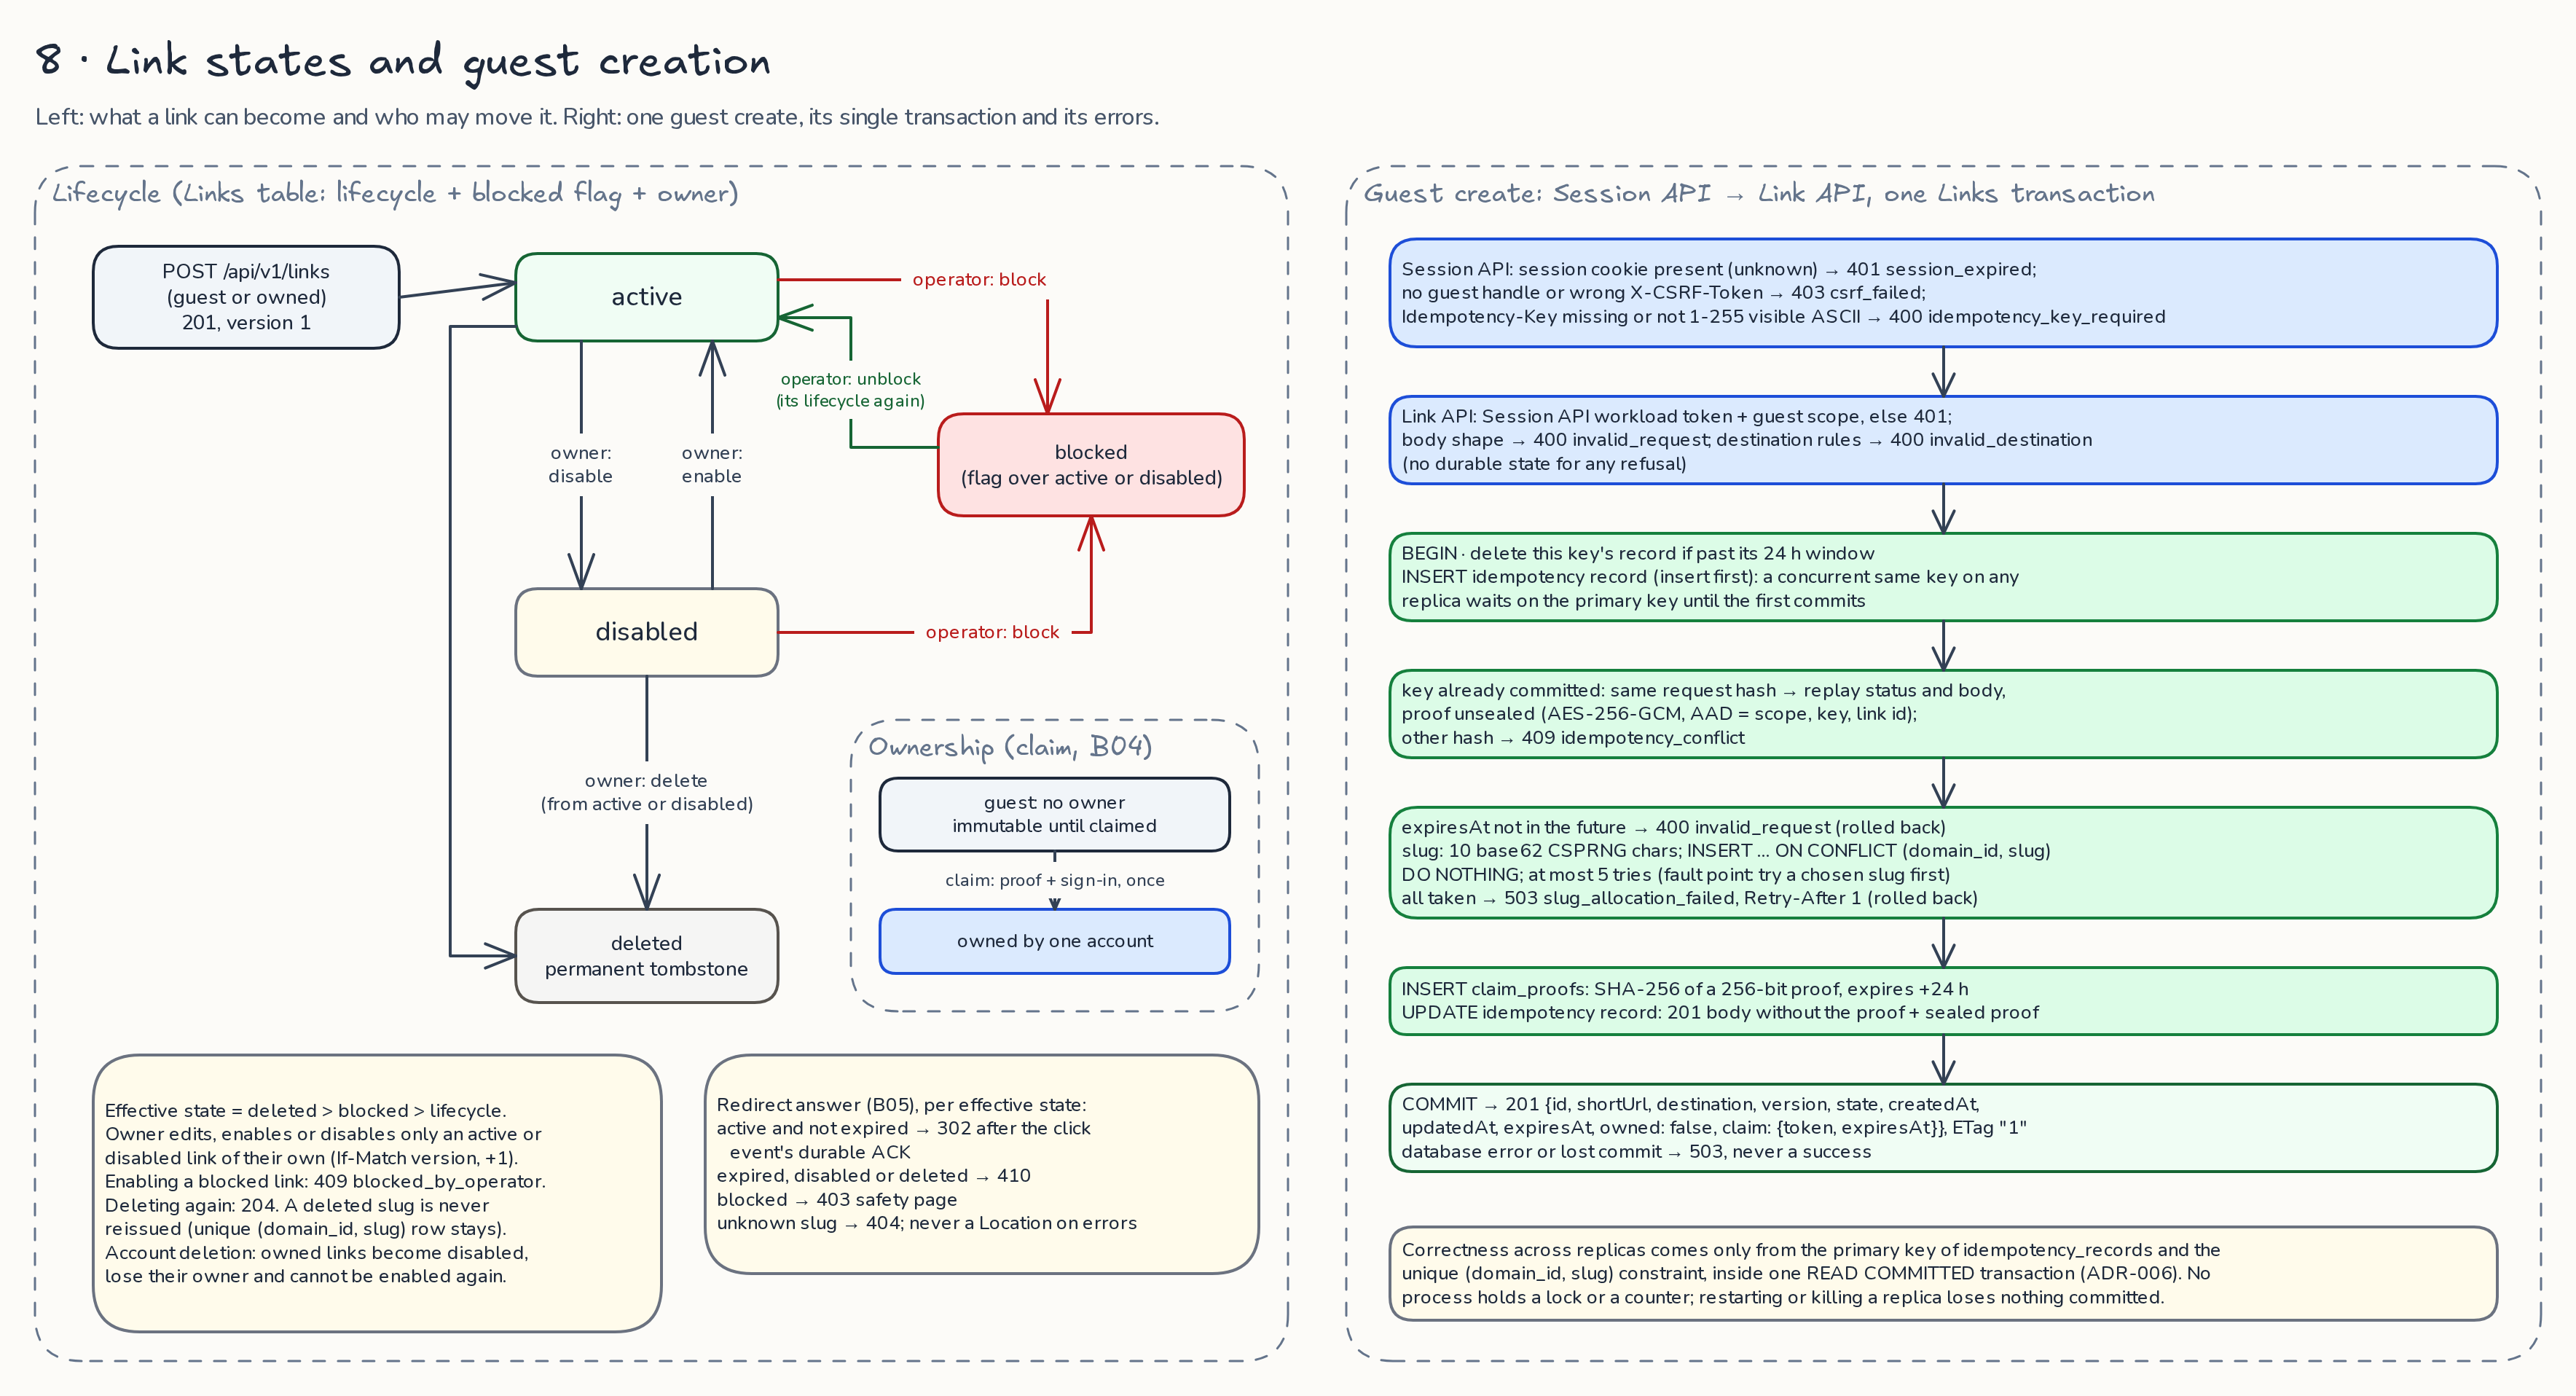 8 · Link states and guest creation
Left: what a link can become and who may move it. Right: one guest create, its single transaction and its errors.
Lifecycle (Links table: lifecycle + blocked flag + owner)
POST /api/v1/links
(guest or owned)
201, version 1
active
operator: block
operator: unblock
(its lifecycle again)
owner:
disable
owner:
enable
blocked
(flag over active or disabled)
disabled
operator: block
owner: delete
(from active or disabled)
deleted
permanent tombstone
Ownership (claim, B04)
guest: no owner
immutable until claimed
claim: proof + sign-in, once
owned by one account
Effective state = deleted > blocked > lifecycle.
Owner edits, enables or disables only an active or
disabled link of their own (If-Match version, +1).
Enabling a blocked link: 409 blocked_by_operator.
Deleting again: 204. A deleted slug is never
reissued (unique (domain_id, slug) row stays).
Account deletion: owned links become disabled,
lose their owner and cannot be enabled again.
Redirect answer (B05), per effective state:
active and not expired → 302 after the click
event's durable ACK
expired, disabled or deleted → 410
blocked → 403 safety page
unknown slug → 404; never a Location on errors
Guest create: Session API → Link API, one Links transaction
Session API: session cookie present (unknown) → 401 session_expired;
no guest handle or wrong X-CSRF-Token → 403 csrf_failed;
Idempotency-Key missing or not 1-255 visible ASCII → 400 idempotency_key_required
Link API: Session API workload token + guest scope, else 401;
body shape → 400 invalid_request; destination rules → 400 invalid_destination
(no durable state for any refusal)
BEGIN · delete this key's record if past its 24 h window
INSERT idempotency record (insert first): a concurrent same key on any
replica waits on the primary key until the first commits
key already committed: same request hash → replay status and body,
proof unsealed (AES-256-GCM, AAD = scope, key, link id);
other hash → 409 idempotency_conflict
expiresAt not in the future → 400 invalid_request (rolled back)
slug: 10 base62 CSPRNG chars; INSERT ... ON CONFLICT (domain_id, slug)
DO NOTHING; at most 5 tries (fault point: try a chosen slug first)
all taken → 503 slug_allocation_failed, Retry-After 1 (rolled back)
INSERT claim_proofs: SHA-256 of a 256-bit proof, expires +24 h
UPDATE idempotency record: 201 body without the proof + sealed proof
COMMIT → 201 {id, shortUrl, destination, version, state, createdAt,
updatedAt, expiresAt, owned: false, claim: {token, expiresAt}}, ETag "1"
database error or lost commit → 503, never a success
Correctness across replicas comes only from the primary key of idempotency_records and the
unique (domain_id, slug) constraint, inside one READ COMMITTED transaction (ADR-006). No
process holds a lock or a counter; restarting or killing a replica loses nothing committed.